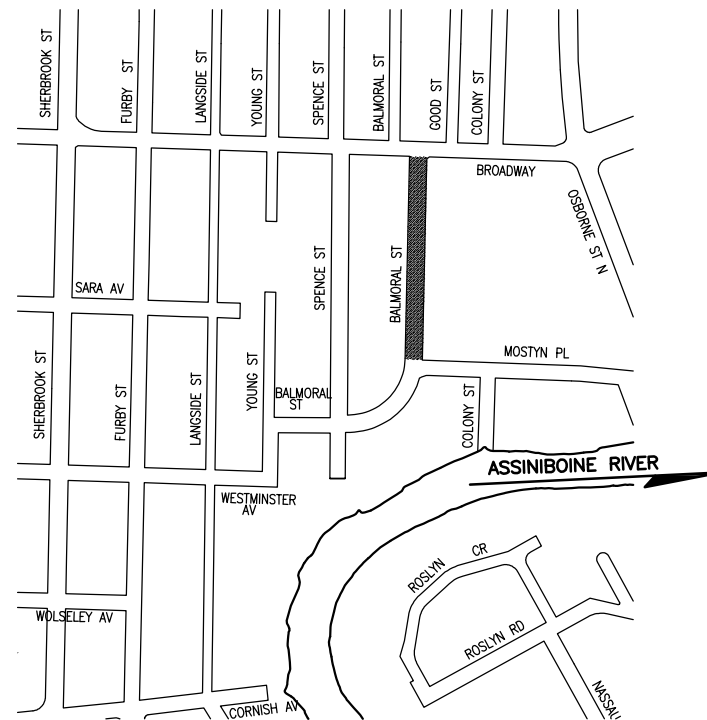 SHERBROOK ST
FURBY ST
LANGSIDE ST
YOUNG ST
SPENCE ST
BALMORAL ST
GOOD ST
COLONY ST
BROADWAY
OSBORNE ST N
SPENCE ST
BALMORAL ST
SARA AV
MOSTYN PL
SHERBROOK ST
FURBY ST
LANGSIDE ST
YOUNG ST
BALMORAL
ST
COLONY ST
ASSINIBOINE RIVER
WESTMINSTER
AV
ROSLYN CR
WOLSELEY AV
ROSLYN RD
NASSAU
CORNISH AV